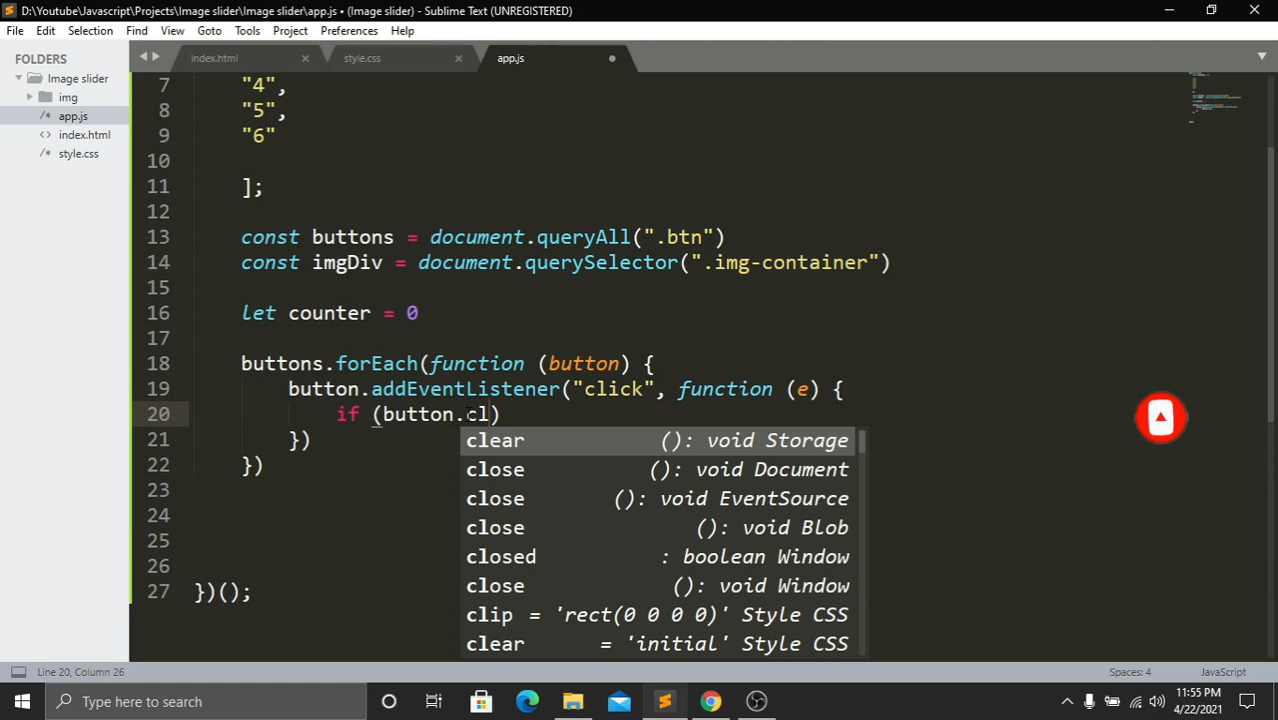 D:\Youtube\Javascript\Projects\Image slider\Image slider\app.js • (Image slider) - Sublime Text (UNREGISTERED)
File Edit Selection Find View Goto Tools Project Preferences Help
FOLDERS
Image slider
img
/* app.js
<> index.html
/* style.css
index.html × style.css × app.js
7 "4",
8 "5",
9 "6"
10
11 ];
12
13 const buttons = document.queryAll(".btn")
14 const imgDiv = document.querySelector(".img-container")
15
16 let counter = 0
17
18 buttons.forEach(function (button) {
19 button.addEventListener("click", function (e) {
20 if (button.cl)
21 })
22 })
23
24
25
26
27 })();
clear (): void Storage
close (): void Document
close (): void EventSource
close (): void Blob
closed : boolean Window
close (): void Window
clip = 'rect(0 0 0 0)' Style CSS
clear = 'initial' Style CSS
Line 20, Column 26 Spaces: 4 JavaScript
Type here to search
11:55 PM
4/22/2021